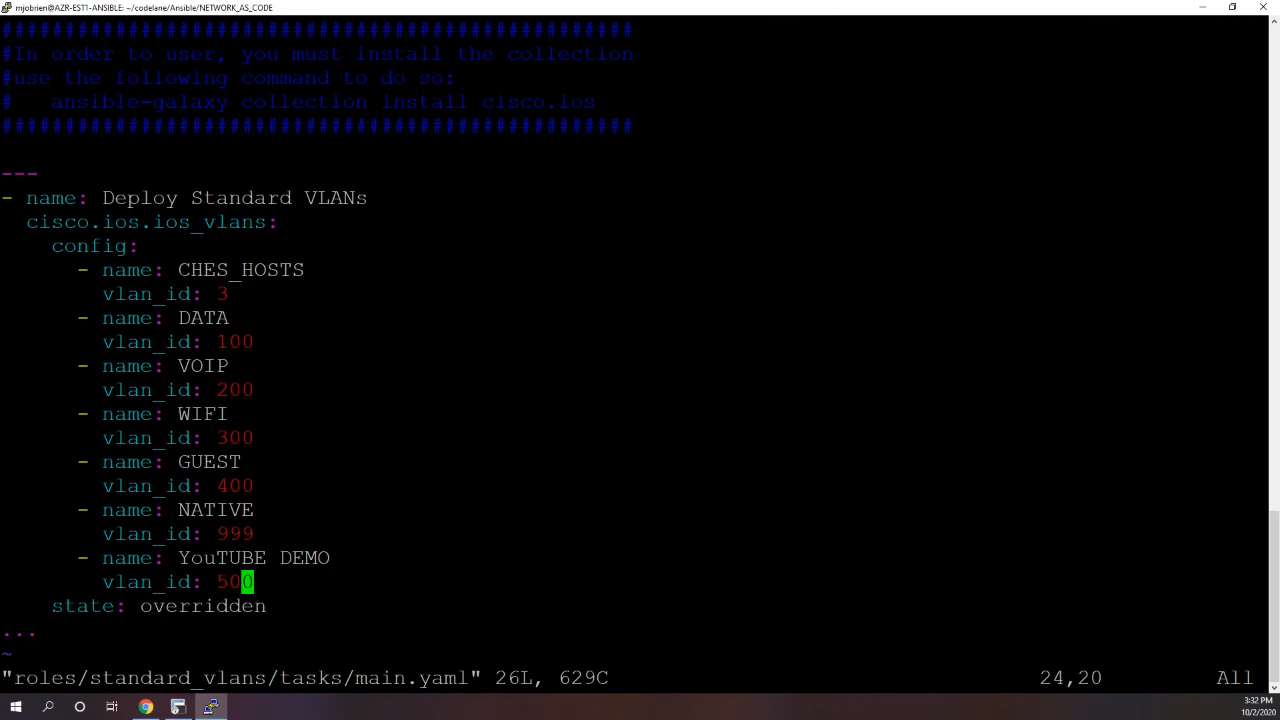 mjobrien@AZR-EST1-ANSIBLE: ~/codelane/Ansible/NETWORK_AS_CODE
##################################################
#In order to user, you must install the collection
#use the following command to do so:
#   ansible-galaxy collection install cisco.ios
##################################################
---
- name: Deploy Standard VLANs
  cisco.ios.ios_vlans:
    config:
      - name: CHES_HOSTS
        vlan_id: 3
      - name: DATA
        vlan_id: 100
      - name: VOIP
        vlan_id: 200
      - name: WIFI
        vlan_id: 300
      - name: GUEST
        vlan_id: 400
      - name: NATIVE
        vlan_id: 999
      - name: YouTUBE DEMO
        vlan_id: 500
    state: overridden
...
~
"roles/standard_vlans/tasks/main.yaml" 26L, 629C 24,20 All
3:32 PM
10/2/2020